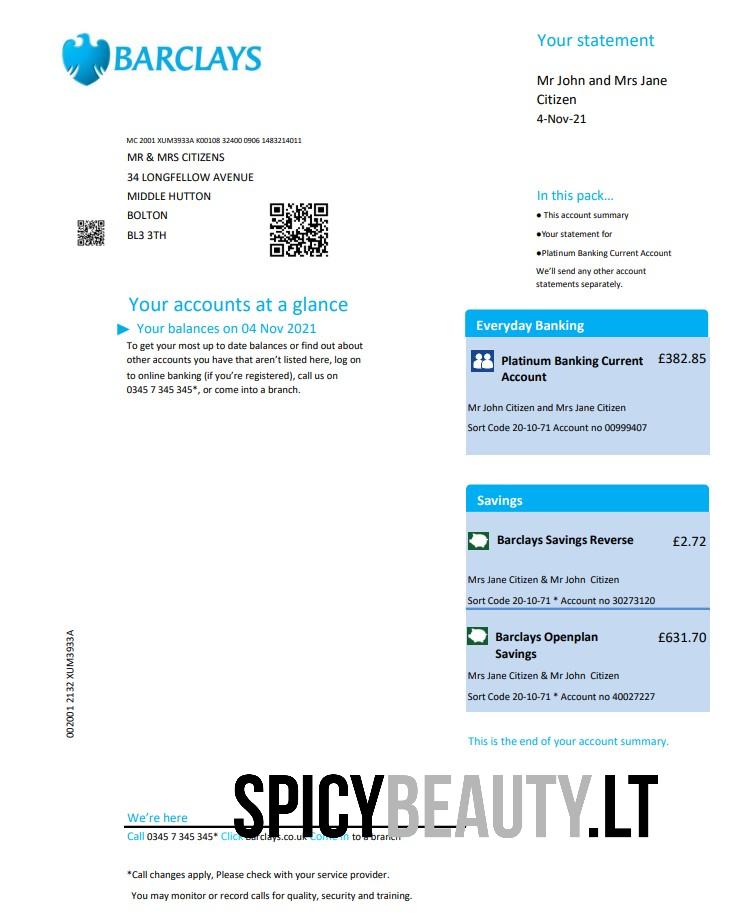 BARCLAYS
Your statement
Mr John and Mrs Jane
Citizen
4-Nov-21
MC 2001 XUM3933A K00108 32400 0906 1483214011
MR & MRS CITIZENS
34 LONGFELLOW AVENUE
MIDDLE HUTTON
BOLTON
BL3 3TH
In this pack...
● This account summary
●Your statement for
●Platinum Banking Current Account
We'll send any other account
statements separately.
Your accounts at a glance
Your balances on 04 Nov 2021
To get your most up to date balances or find out about
other accounts you have that aren't listed here, log on
to online banking (if you're registered), call us on
0345 7 345 345*, or come into a branch.
Everyday Banking
Platinum Banking Current £382.85
Account
Mr John Citizen and Mrs Jane Citizen
Sort Code 20-10-71 Account no 00999407
Savings
Barclays Savings Reverse £2.72
Mrs Jane Citizen & Mr John Citizen
Sort Code 20-10-71 * Account no 30273120
Barclays Openplan £631.70
Savings
Mrs Jane Citizen & Mr John Citizen
Sort Code 20-10-71 * Account no 40027227
This is the end of your account summary.
002001 2132 XUM3933A
SPICYBEAUTY.LT
We're here
Call 0345 7 345 345* Click Barclays.co.uk Come in to a branch
*Call changes apply, Please check with your service provider.
You may monitor or record calls for quality, security and training.